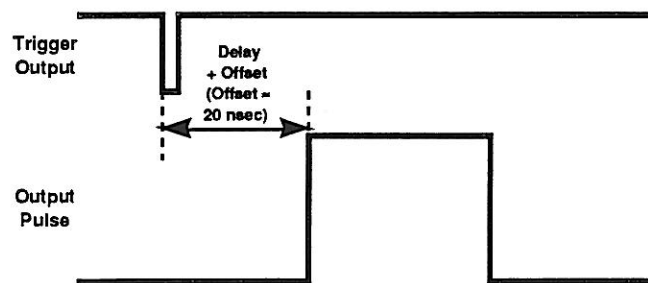 Trigger
Output
Delay
+ Offset
(Offset =
20 nsec)
Output
Pulse